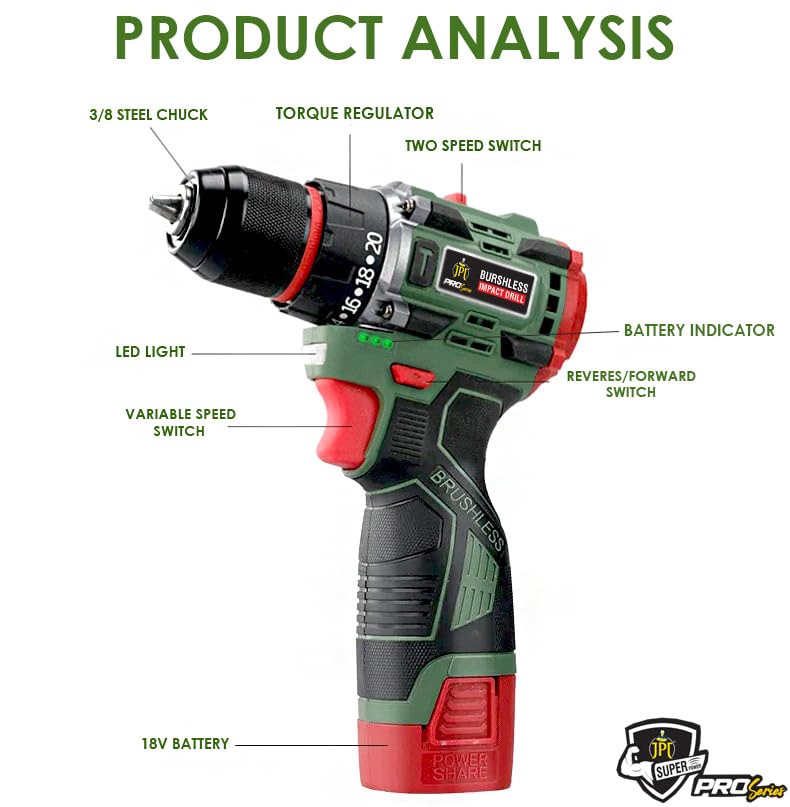 PRODUCT ANALYSIS
3/8 STEEL CHUCK
TORQUE REGULATOR
TWO SPEED SWITCH
JPT
PRO Series
BURSHLESS
IMPACT DRILL
4•16•18•20
BATTERY INDICATOR
LED LIGHT
REVERES/FORWARD
SWITCH
VARIABLE SPEED
SWITCH
BRUSHLESS
18V BATTERY
POWER
SHARE
JPT
SUPER POWER
PRO Series